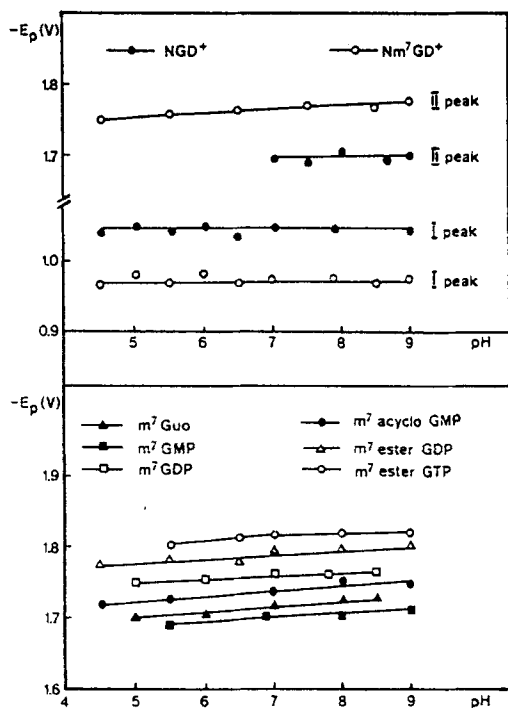 -Ep(V)
NGD+
Nm7GD+
1.8
II peak
1.7
II peak
I peak
1.0
I peak
0.9
5 6 7 8 9 pH
-Ep(V)
m7 Guo
m7 acyclo GMP
m7 GMP
m7 ester GDP
m7 GDP
m7 ester GTP
1.9
1.8
1.7
1.6
4 5 6 7 8 9 pH